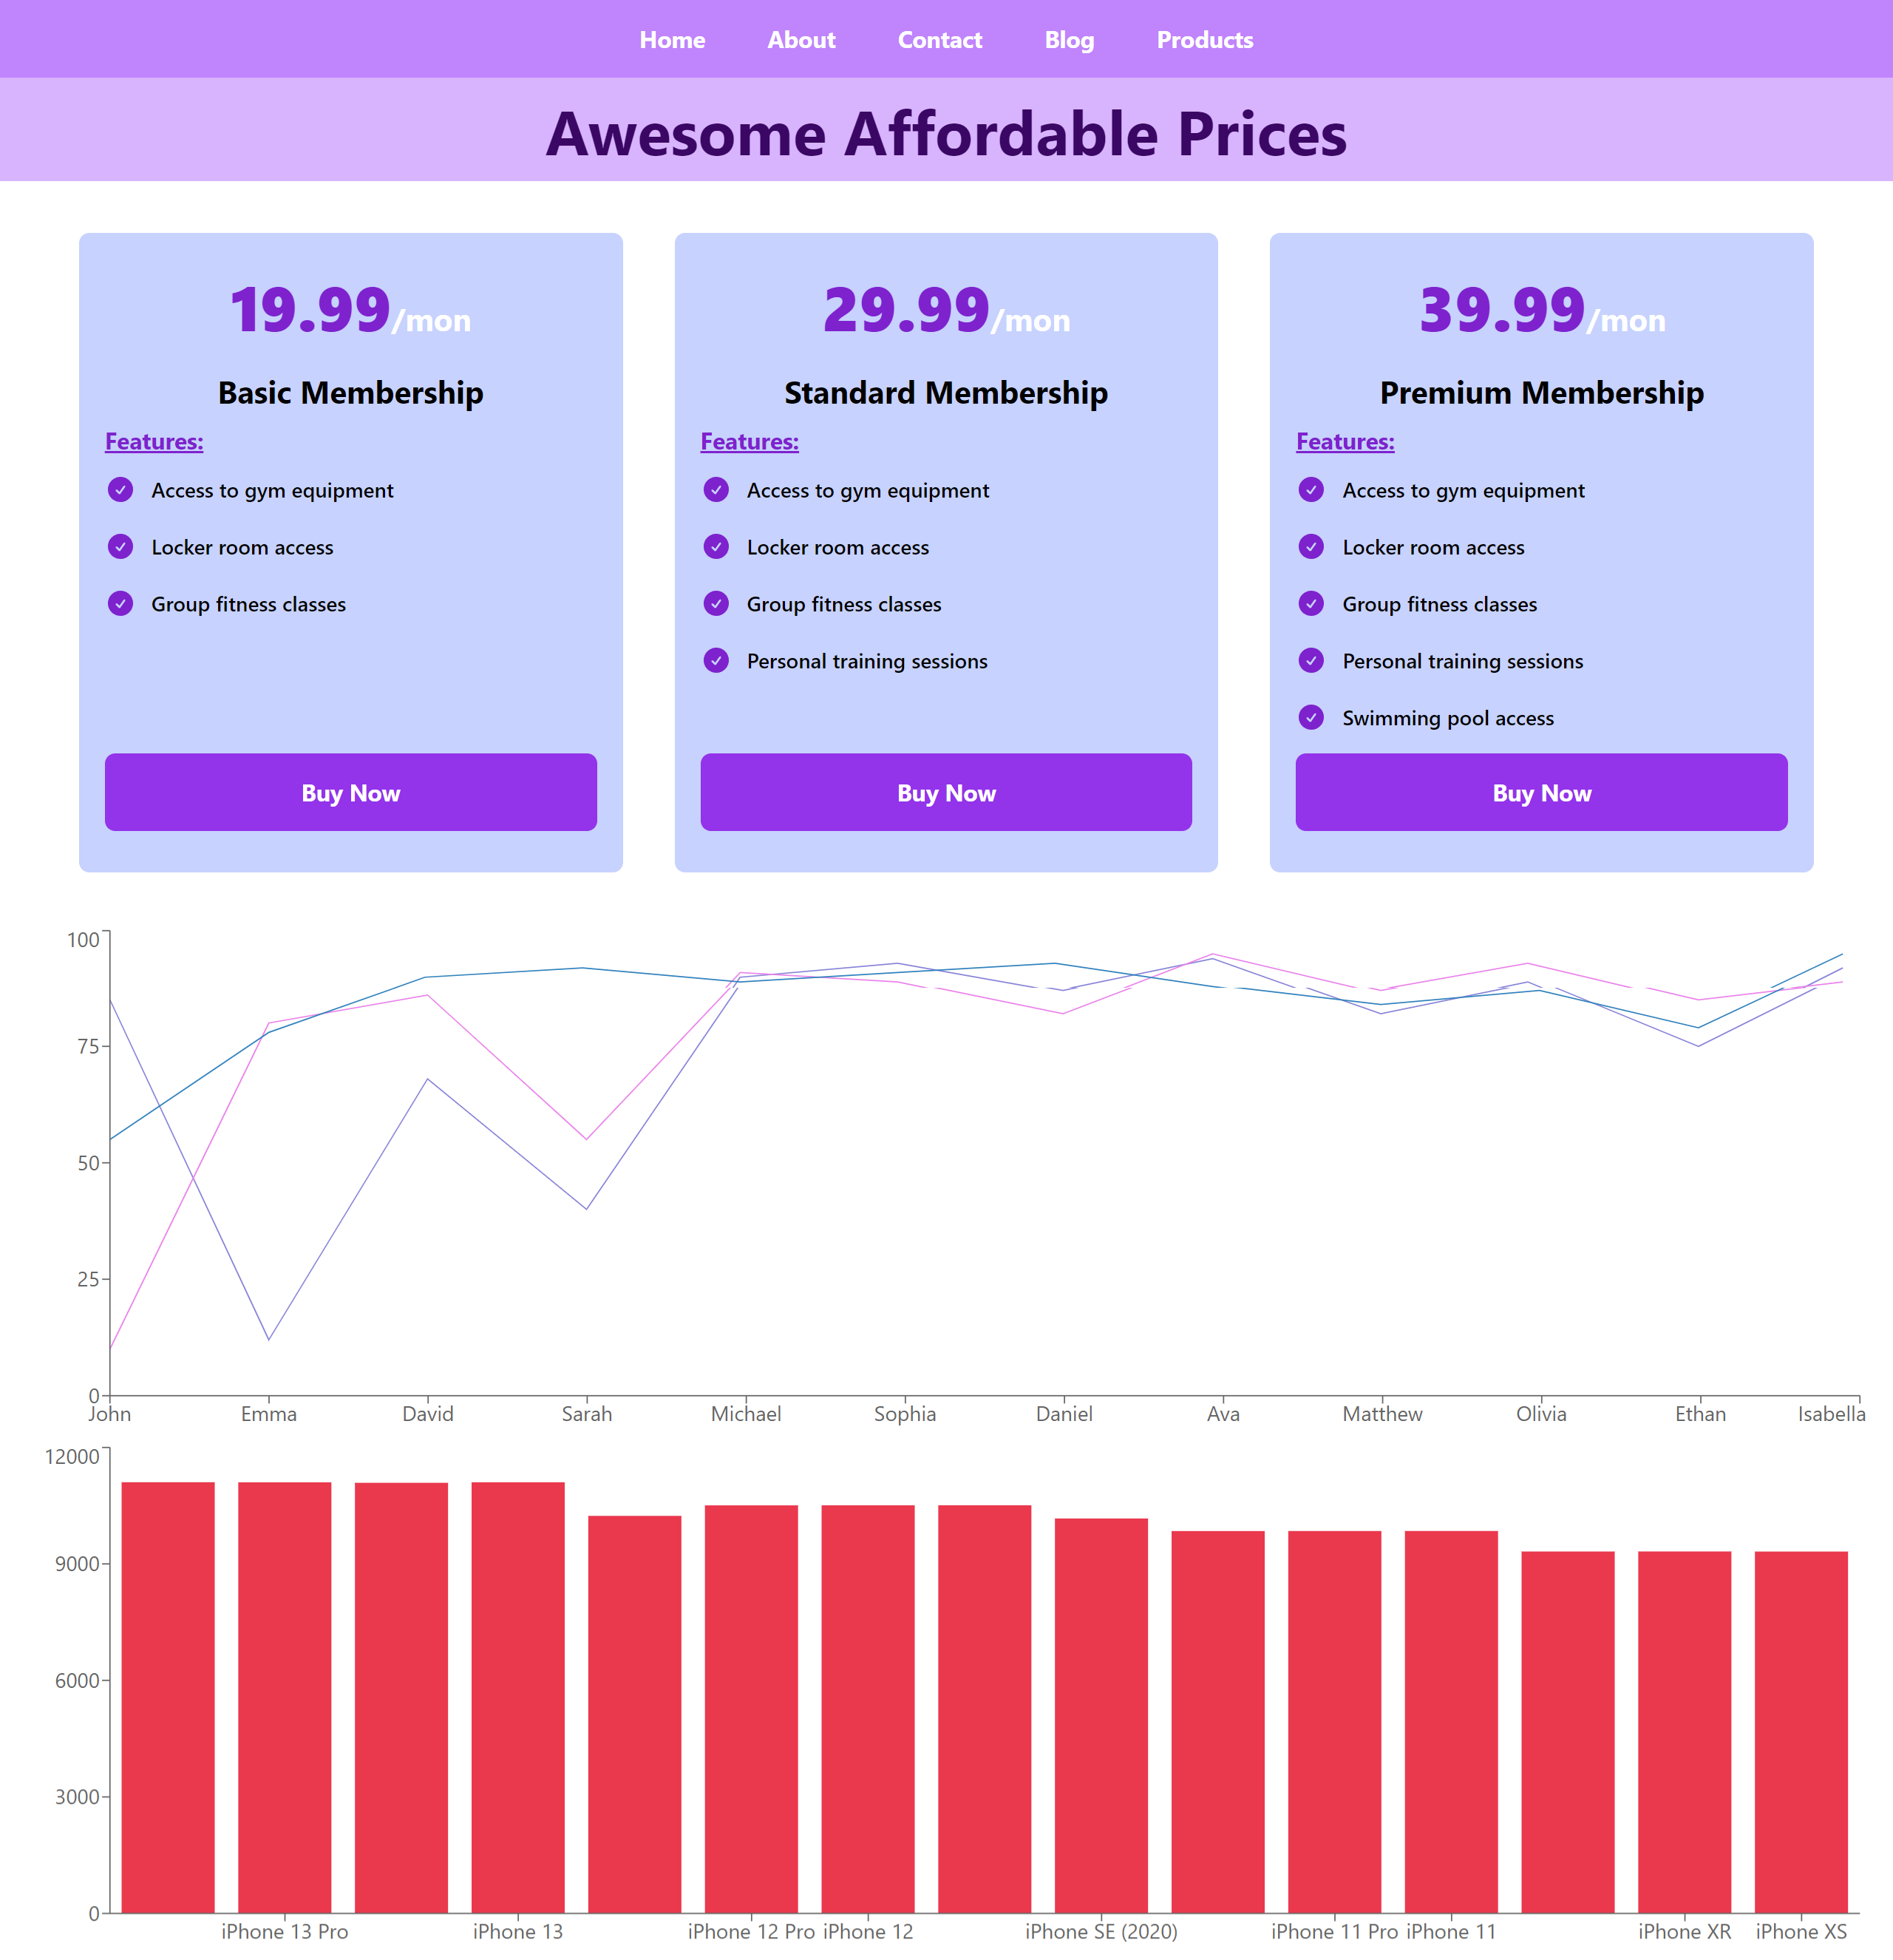 Home About Contact Blog Products
Awesome Affordable Prices
19.99/mon
Basic Membership
Features:
Access to gym equipment
Locker room access
Group fitness classes
Buy Now
29.99/mon
Standard Membership
Features:
Access to gym equipment
Locker room access
Group fitness classes
Personal training sessions
Buy Now
39.99/mon
Premium Membership
Features:
Access to gym equipment
Locker room access
Group fitness classes
Personal training sessions
Swimming pool access
Buy Now
100
75
50
25
0
John Emma David Sarah Michael Sophia Daniel Ava Matthew Olivia Ethan Isabella
12000
9000
6000
3000
0
iPhone 13 Pro iPhone 13 iPhone 12 Pro iPhone 12 iPhone SE (2020) iPhone 11 Pro iPhone 11 iPhone XR iPhone XS